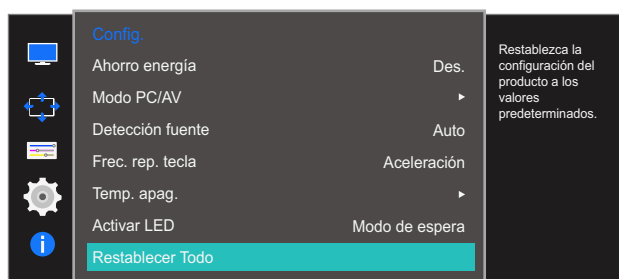 Config.
Ahorro energía Des.
Modo PC/AV
Detección fuente Auto
Frec. rep. tecla Aceleración
Temp. apag.
Activar LED Modo de espera
Restablecer Todo
Restablezca la
configuración del
producto a los
valores
predeterminados.